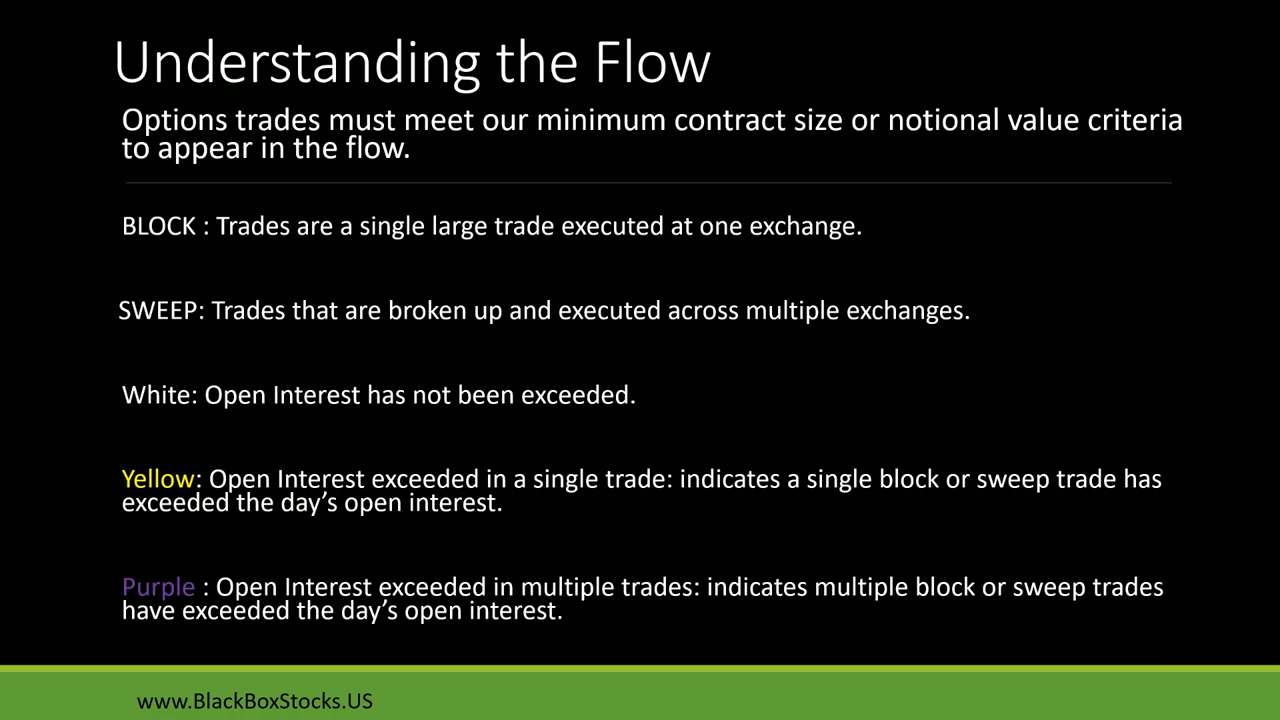 Understanding the Flow
Options trades must meet our minimum contract size or notional value criteria
to appear in the flow.
BLOCK : Trades are a single large trade executed at one exchange.
SWEEP: Trades that are broken up and executed across multiple exchanges.
White: Open Interest has not been exceeded.
Yellow: Open Interest exceeded in a single trade: indicates a single block or sweep trade has
exceeded the day’s open interest.
Purple : Open Interest exceeded in multiple trades: indicates multiple block or sweep trades
have exceeded the day’s open interest.
www.BlackBoxStocks.US